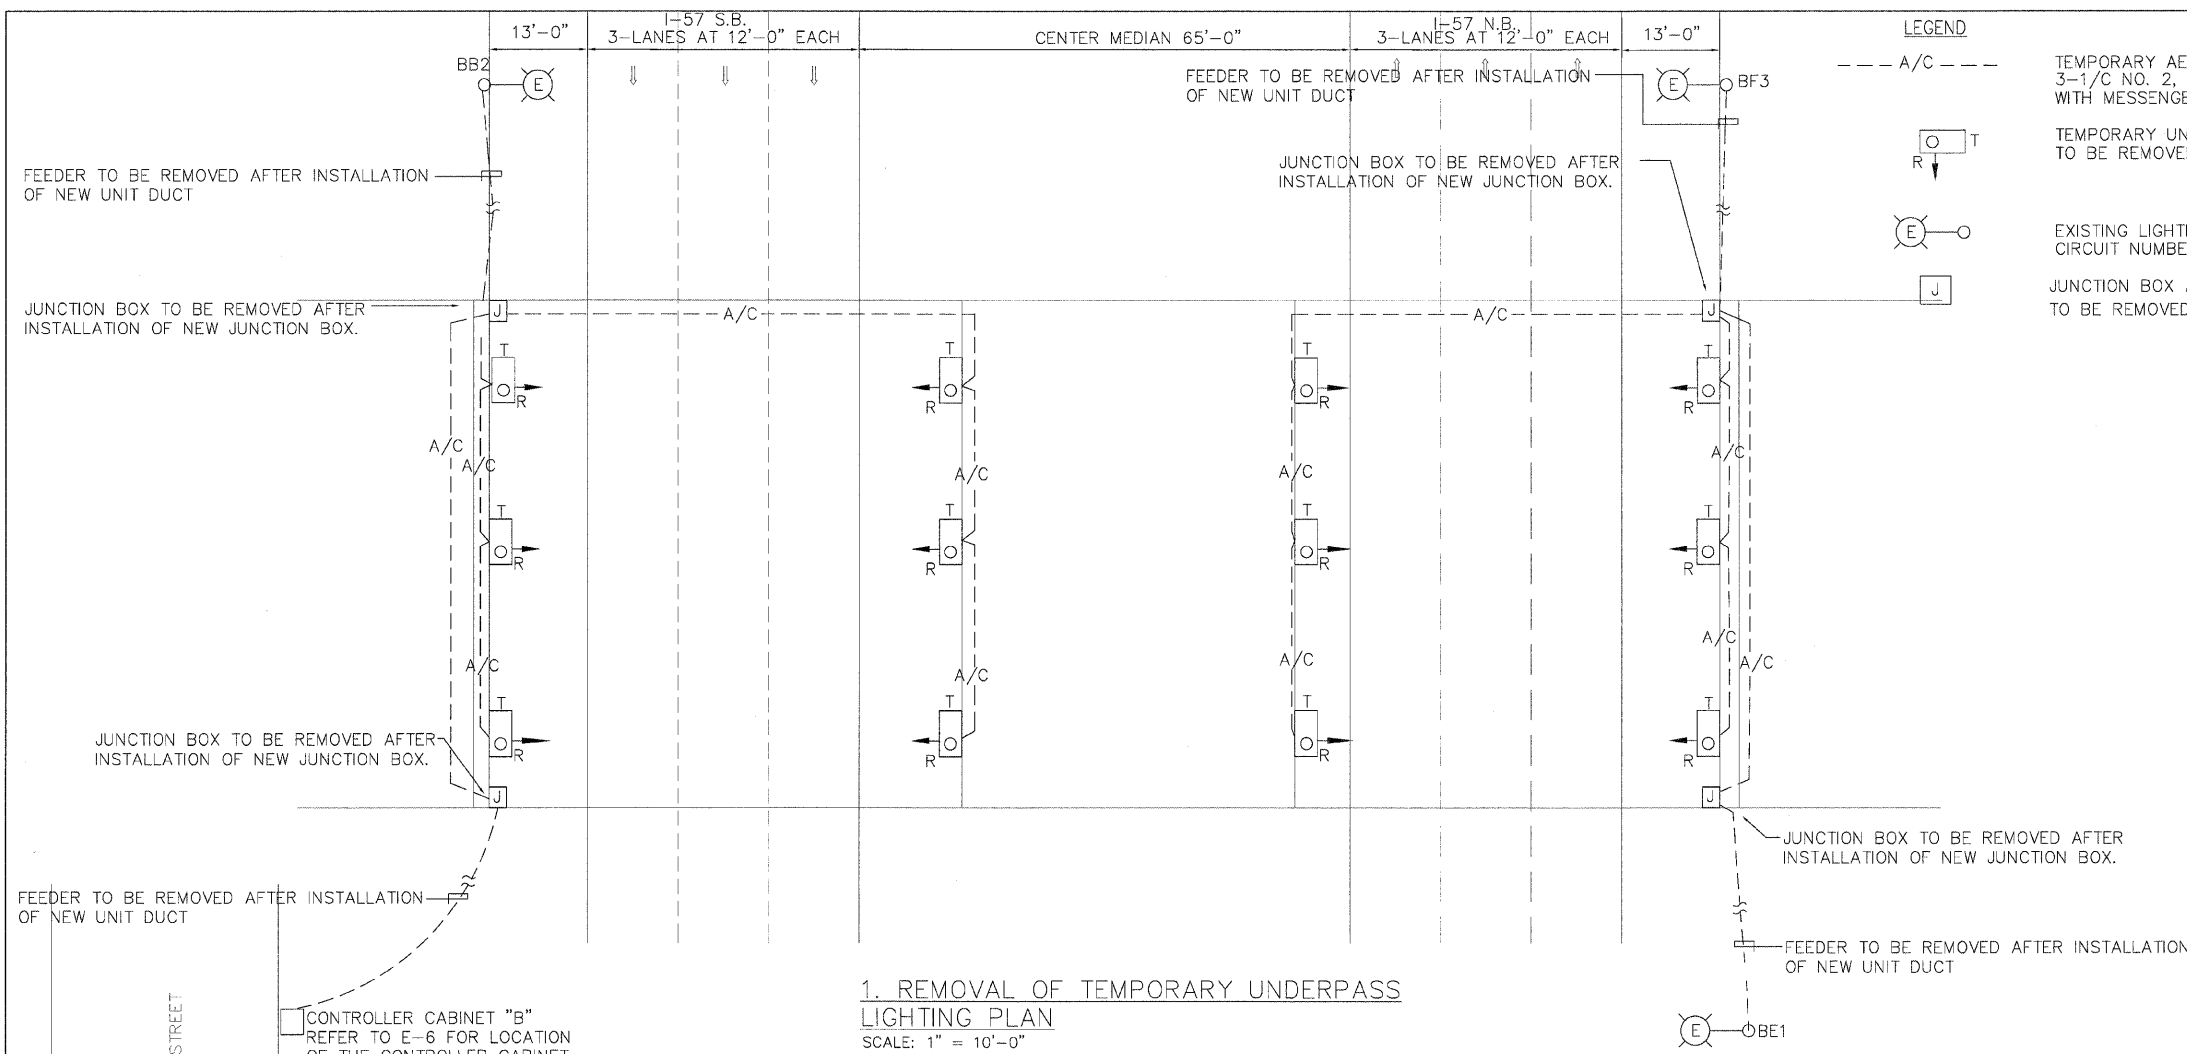 13'-0"
I-57 S.B.
3-LANES AT 12'-0" EACH
CENTER MEDIAN 65'-0"
I-57 N.B.
3-LANES AT 12'-0" EACH
13'-0"
LEGEND
A/C
TEMPORARY AE
3-1/C NO. 2,
WITH MESSENGE
T
R
TEMPORARY UN
TO BE REMOVE
E
EXISTING LIGHT
CIRCUIT NUMBE
J
JUNCTION BOX
TO BE REMOVED
BB2
E
FEEDER TO BE REMOVED AFTER INSTALLATION
OF NEW UNIT DUCT
E
BF3
FEEDER TO BE REMOVED AFTER INSTALLATION
OF NEW UNIT DUCT
JUNCTION BOX TO BE REMOVED AFTER
INSTALLATION OF NEW JUNCTION BOX.
JUNCTION BOX TO BE REMOVED AFTER
INSTALLATION OF NEW JUNCTION BOX.
J
A/C
A/C
J
T
R
T
R
T
R
T
R
A/C
A/C
A/C
A/C
A/C
T
R
T
R
T
R
T
R
A/C
A/C
A/C
A/C
A/C
A/C
T
R
T
R
T
R
T
R
JUNCTION BOX TO BE REMOVED AFTER
INSTALLATION OF NEW JUNCTION BOX.
J
J
JUNCTION BOX TO BE REMOVED AFTER
INSTALLATION OF NEW JUNCTION BOX.
FEEDER TO BE REMOVED AFTER INSTALLATION
OF NEW UNIT DUCT
FEEDER TO BE REMOVED AFTER INSTALLATION
OF NEW UNIT DUCT
STREET
CONTROLLER CABINET "B"
REFER TO E-6 FOR LOCATION
OF THE CONTROLLER CABINET
1. REMOVAL OF TEMPORARY UNDERPASS
LIGHTING PLAN
SCALE: 1" = 10'-0"
E
BE1